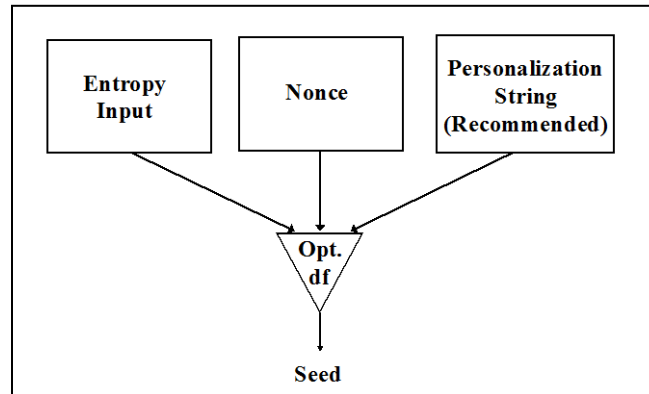 Entropy
Input
Nonce
Personalization
String
(Recommended)
Opt.
df
Seed